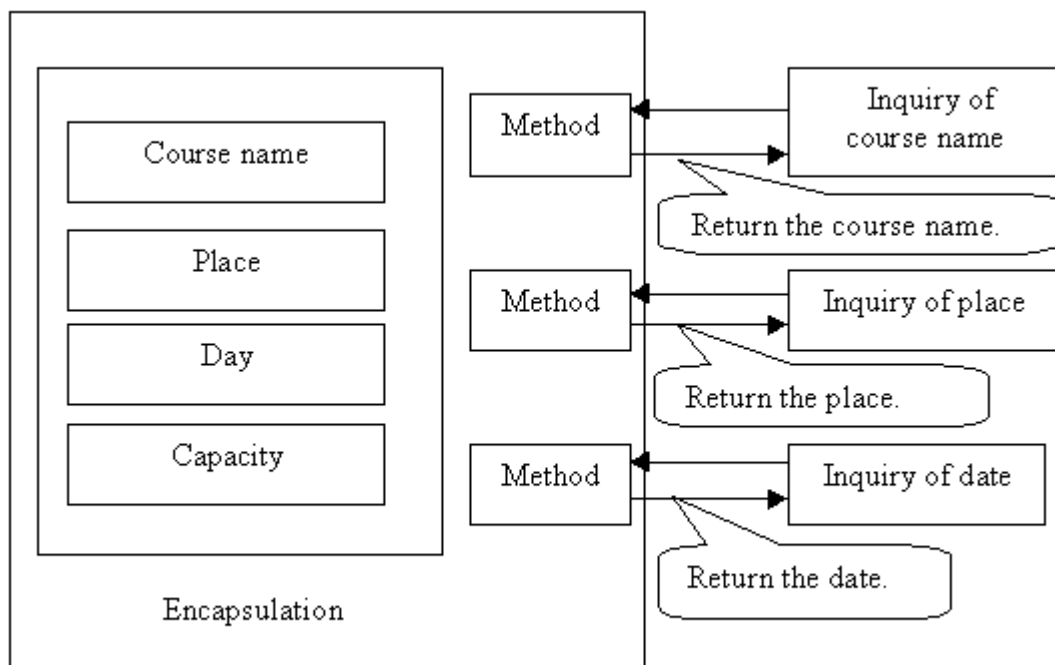 Course name
Place
Day
Capacity
Encapsulation
Method
Inquiry of
course name
Return the course name.
Method
Inquiry of place
Return the place.
Method
Inquiry of date
Return the date.